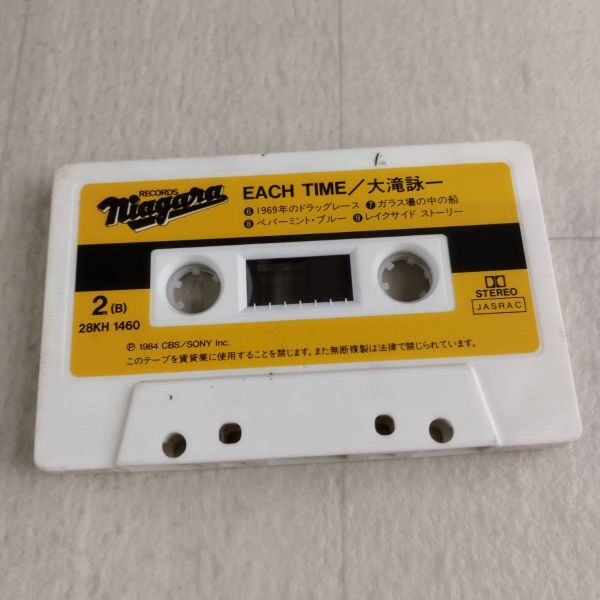 RECORDS
Niagara
EACH TIME/大滝詠一
❻ 1969年のドラッグレース ❼ ガラス壜の中の船
❽ ペパーミント・ブルー ❾ レイクサイド ストーリー
2 (B)
28KH 1460
STEREO
JASRAC
Ⓟ 1984 CBS/SONY Inc.
このテープを賃貸業に使用することを禁じます。また無断複製は法律で禁じられています。